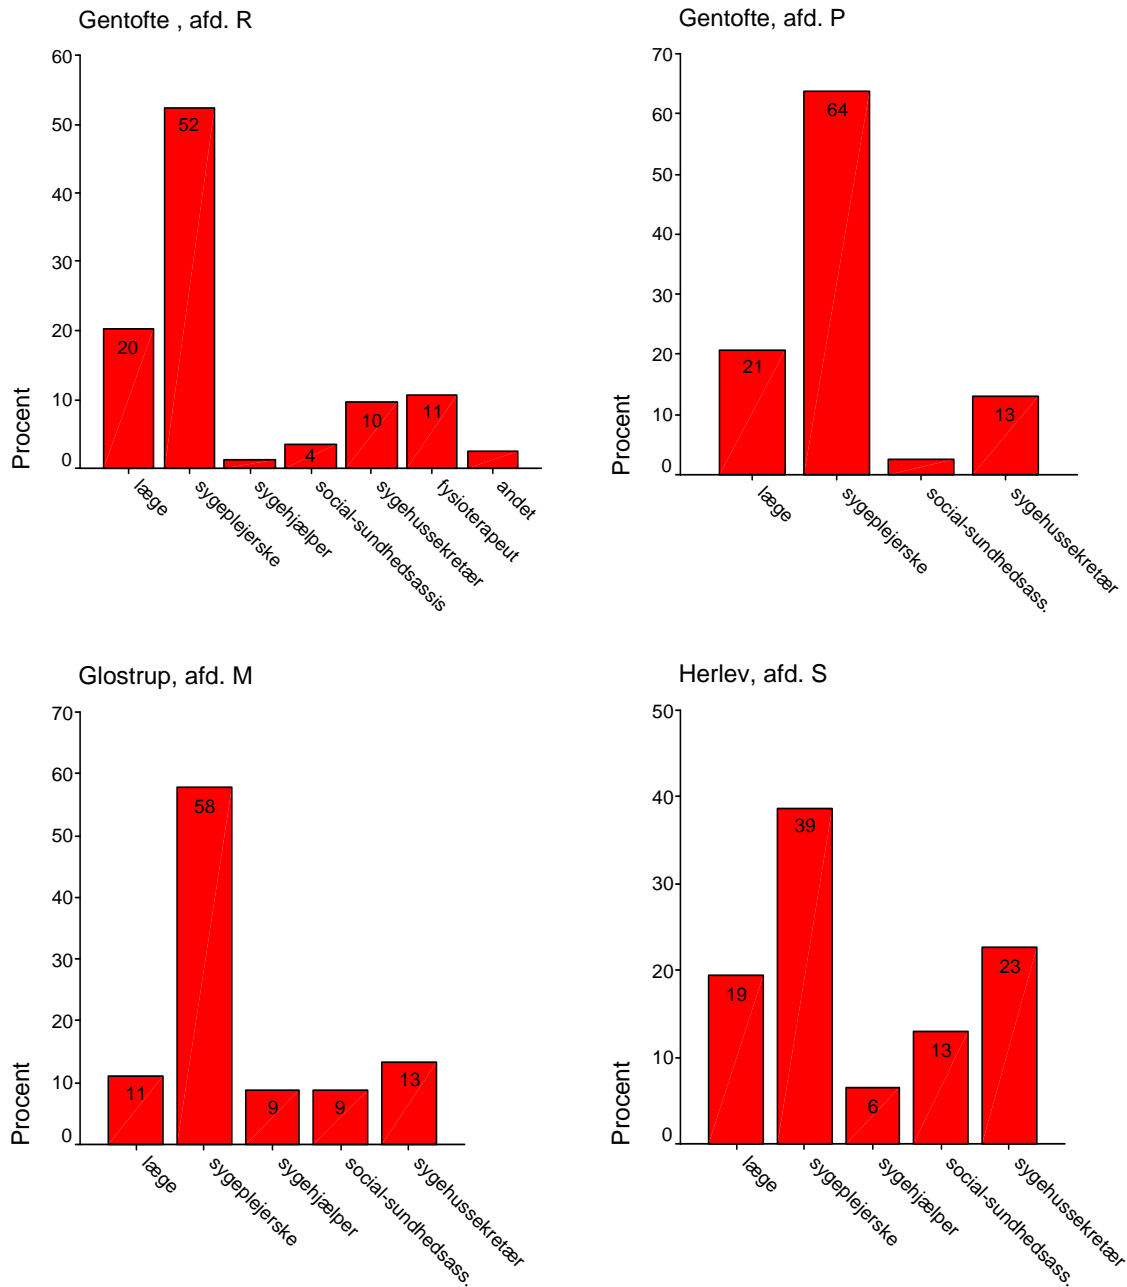 Gentofte , afd. R
60
50
40
30
20
10
0
Procent
20
52
4
10
11
læge
sygeplejerske
sygehjælper
social-sundhedsassis
sygehussekretær
fysioterapeut
andet
Gentofte, afd. P
70
60
50
40
30
20
10
0
Procent
21
64
13
læge
sygeplejerske
social-sundhedsass.
sygehussekretær
Glostrup, afd. M
70
60
50
40
30
20
10
0
Procent
11
58
9
9
13
læge
sygeplejerske
sygehjælper
social-sundhedsass.
sygehussekretær
Herlev, afd. S
50
40
30
20
10
0
Procent
19
39
6
13
23
læge
sygeplejerske
sygehjælper
social-sundhedsass.
sygehussekretær